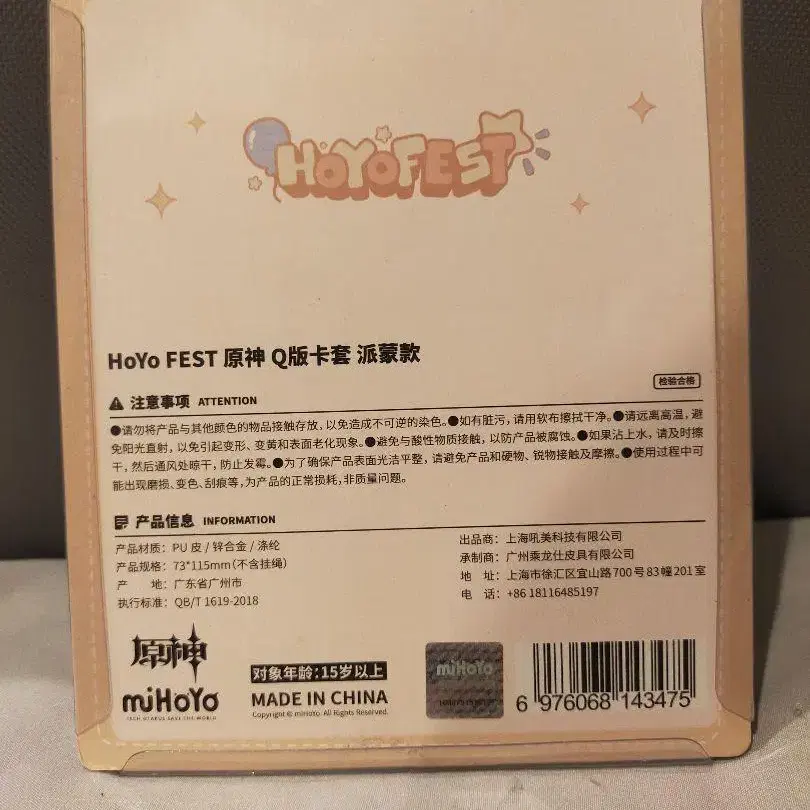 HOYOFEST
HoYo FEST 原神 Q版卡套 派蒙款
检验合格
注意事项 ATTENTION
●请勿将产品与其他颜色的物品接触存放,以免造成不可逆的染色。●如有脏污,请用软布擦拭干净。●请远离高温,避
免阳光直射,以免引起变形、变黄和表面老化现象。●避免与酸性物质接触,以防产品被腐蚀。●如果沾上水,请及时擦
干,然后通风处晾干,防止发霉。●为了确保产品表面光洁平整,请避免产品和硬物、锐物接触及摩擦。●使用过程中可
能出现磨损、变色、刮痕等,为产品的正常损耗,非质量问题。
产品信息 INFORMATION
产品材质: PU 皮 / 锌合金 / 涤纶
产品规格: 73*115mm(不含挂绳)
产 地: 广东省广州市
执行标准: QB/T 1619-2018
出品商: 上海吼美科技有限公司
承制商: 广州乘龙仕皮具有限公司
地 址: 上海市徐汇区宜山路700号83幢201室
电 话: +86 18116485197
原神
miHoYo
TECH OTAKUS SAVE THE WORLD
对象年龄:15岁以上
MADE IN CHINA
Copyright © miHoYo. All Rights Reserved.
miHoYo
6 976068 143475